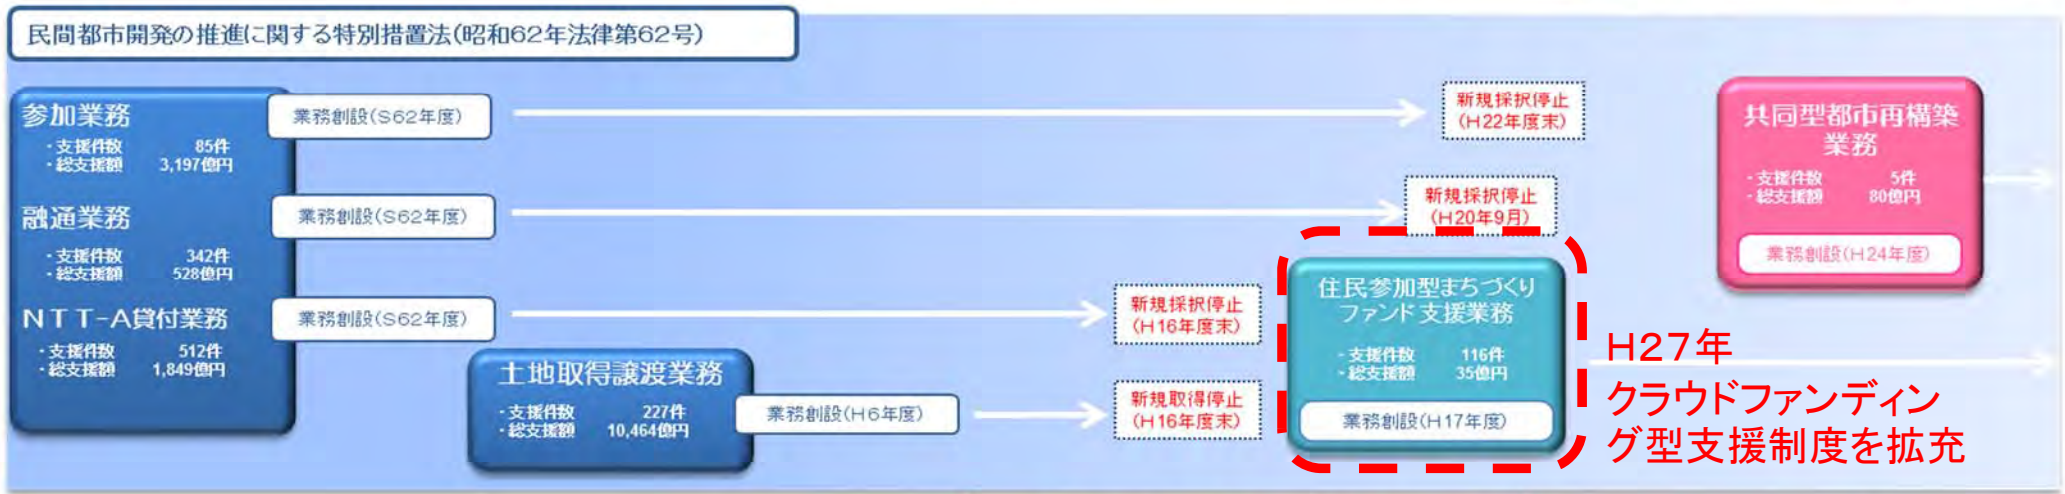 民間都市開発の推進に関する特別措置法(昭和62年法律第62号)
参加業務
・支援件数 85件
・総支援額 3,197億円
業務創設(S62年度)
新規採択停止
(H22年度末)
融通業務
・支援件数 342件
・総支援額 528億円
業務創設(S62年度)
新規採択停止
(H20年9月)
NTT-A貸付業務
・支援件数 512件
・総支援額 1,849億円
業務創設(S62年度)
新規採択停止
(H16年度末)
土地取得譲渡業務
・支援件数 227件
・総支援額 10,464億円
業務創設(H6年度)
新規取得停止
(H16年度末)
住民参加型まちづくり
ファンド支援業務
・支援件数 116件
・総支援額 35億円
業務創設(H17年度)
H27年
クラウドファンディン
グ型支援制度を拡充
共同型都市再構築
業務
・支援件数 5件
・総支援額 80億円
業務創設(H24年度)